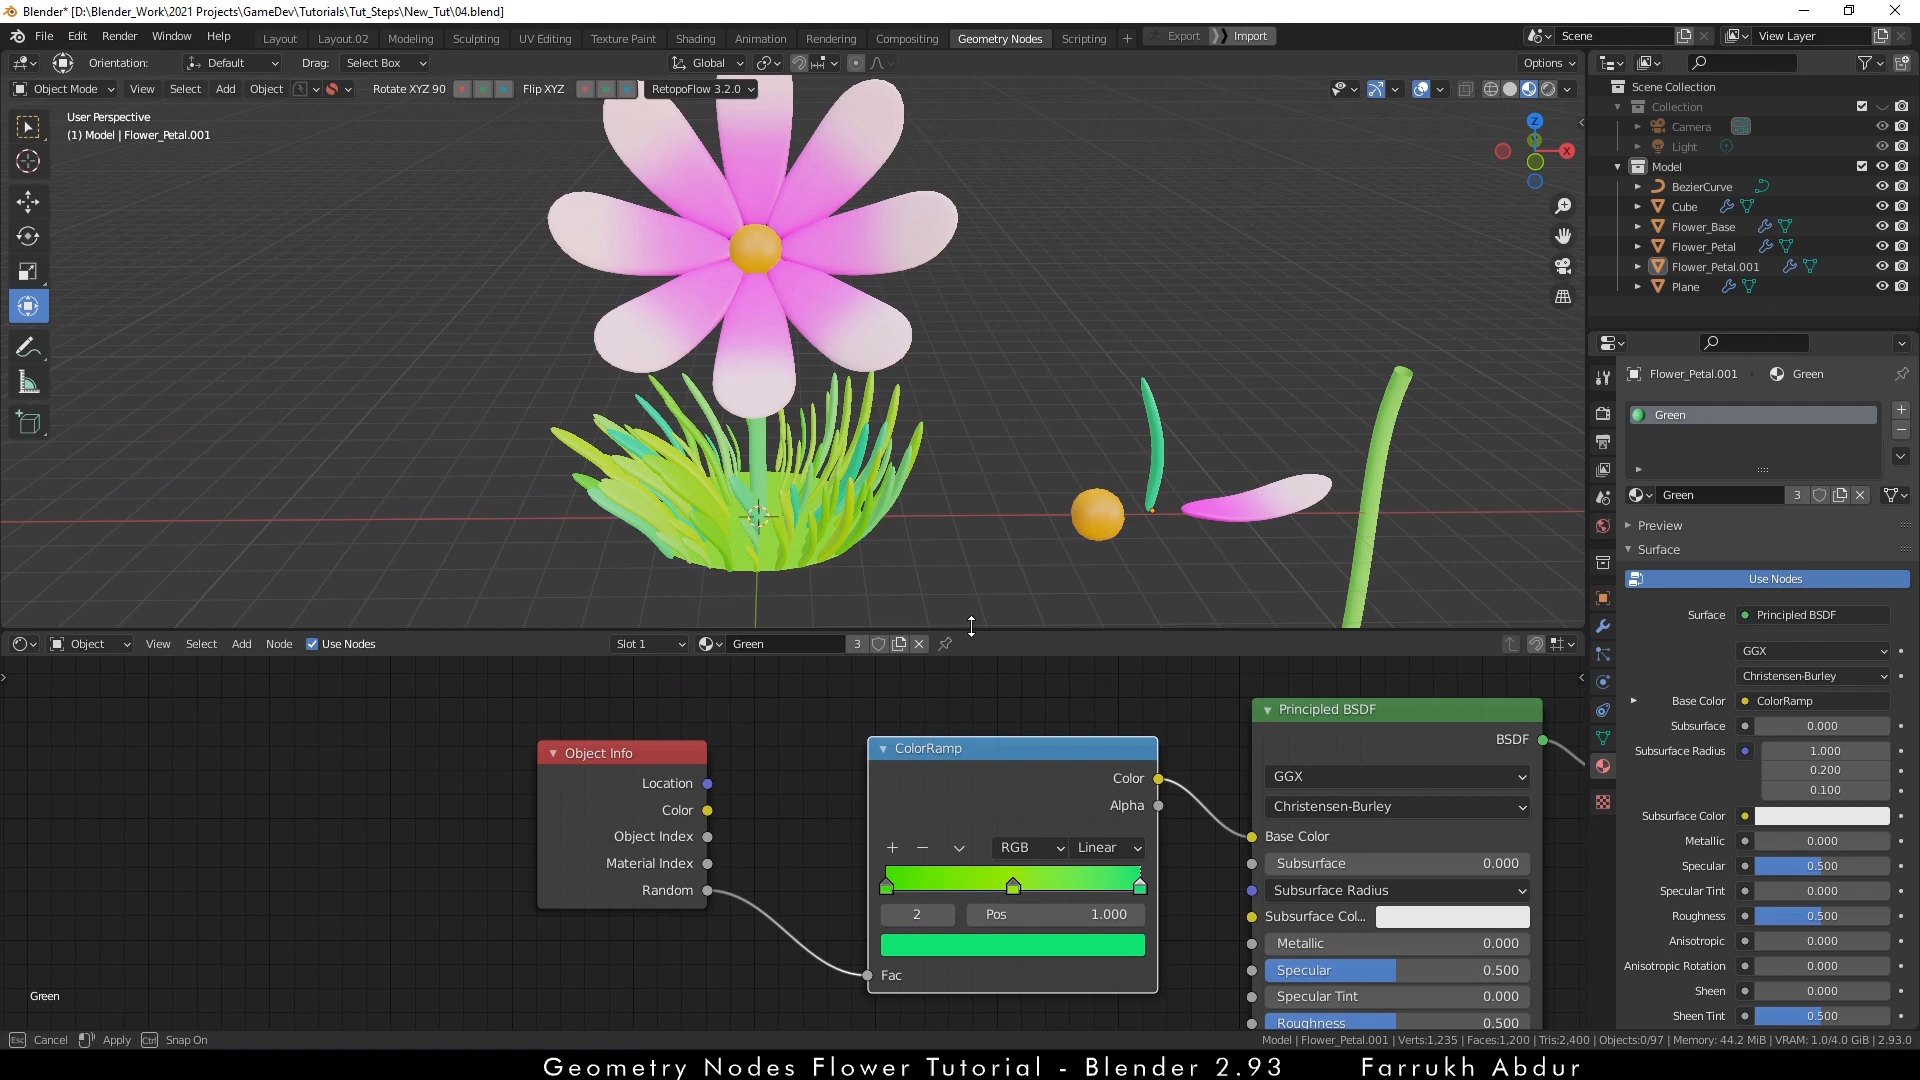 Blender* [D:\Blender_Work\2021 Projects\GameDev\Tutorials\Tut_Steps\New_Tut\04.blend]
File Edit Render Window Help Layout Layout.02 Modeling Sculpting UV Editing Texture Paint Shading Animation Rendering Compositing Geometry Nodes Scripting + Export Import Scene View Layer
Orientation: Default Drag: Select Box Global Options
Object Mode View Select Add Object Rotate XYZ 90 Flip XYZ RetopoFlow 3.2.0
User Perspective
(1) Model | Flower_Petal.001
Z
X
Scene Collection
Collection
Camera
Light
Model
BezierCurve
Cube
Flower_Base
Flower_Petal
Flower_Petal.001
Plane
Flower_Petal.001 Green
Green
Green 3
Preview
Surface
Use Nodes
Surface Principled BSDF
GGX
Christensen-Burley
Base Color ColorRamp
Subsurface 0.000
Subsurface Radius 1.000
0.200
0.100
Subsurface Color
Metallic 0.000
Specular 0.500
Specular Tint 0.000
Roughness 0.500
Anisotropic 0.000
Anisotropic Rotation 0.000
Sheen 0.000
Sheen Tint 0.500
Object View Select Add Node Use Nodes Slot 1 Green 3
Object Info
Location
Color
Object Index
Material Index
Random
ColorRamp
Color
Alpha
+ − RGB Linear
2 Pos 1.000
Fac
Principled BSDF
BSDF
GGX
Christensen-Burley
Base Color
Subsurface 0.000
Subsurface Radius
Subsurface Col...
Metallic 0.000
Specular 0.500
Specular Tint 0.000
Roughness 0.500
Green
Esc Cancel Apply Ctrl Snap On
Model | Flower_Petal.001 | Verts:1,235 | Faces:1,200 | Tris:2,400 | Objects:0/97 | Memory: 44.2 MiB | VRAM: 1.0/4.0 GiB | 2.93.0
Geometry Nodes Flower Tutorial - Blender 2.93 Farrukh Abdur